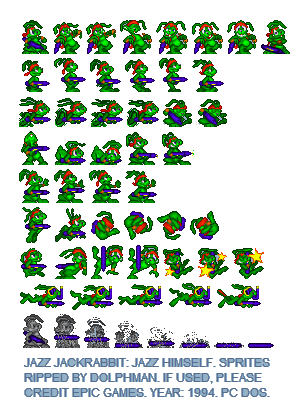 JAZZ JACKRABBIT: JAZZ HIMSELF. SPRITES
RIPPED BY DOLPHMAN. IF USED, PLEASE
CREDIT EPIC GAMES. YEAR: 1994. PC DOS.